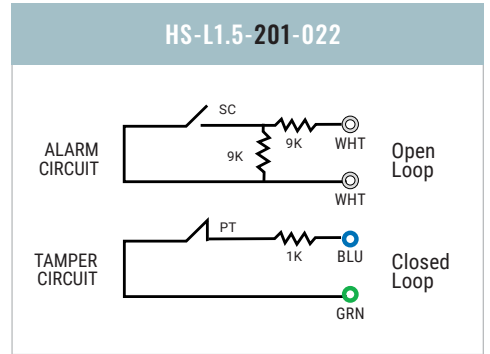 HS-L1.5-201-022
SC
ALARM
CIRCUIT
9K
9K
WHT
Open
Loop
WHT
PT
TAMPER
CIRCUIT
1K
BLU
Closed
Loop
GRN